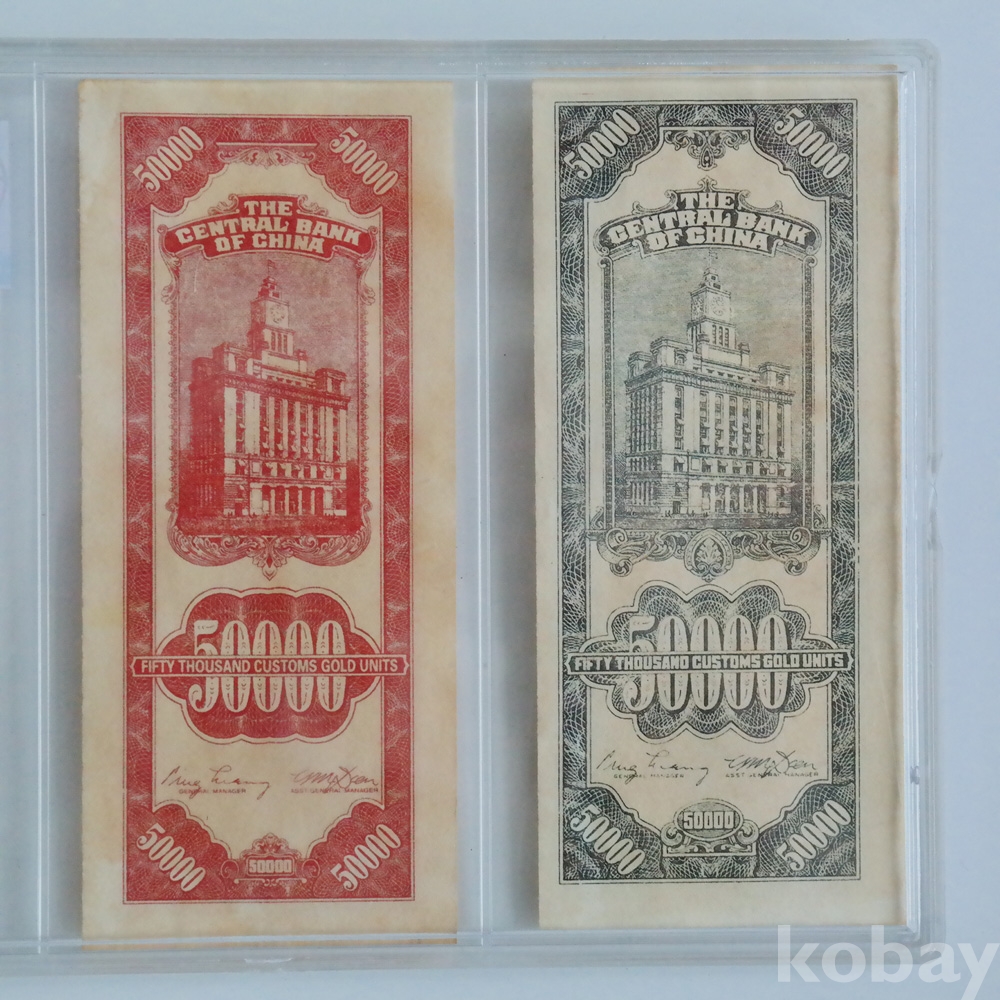 50000 50000
THE
CENTRAL BANK
OF CHINA
50000
FIFTY THOUSAND CUSTOMS GOLD UNITS
GENERAL MANAGER ASST GENERAL MANAGER
50000 50000 50000
50000 50000
THE
CENTRAL BANK
OF CHINA
50000
FIFTY THOUSAND CUSTOMS GOLD UNITS
GENERAL MANAGER ASST GENERAL MANAGER
50000 50000 50000
kobay